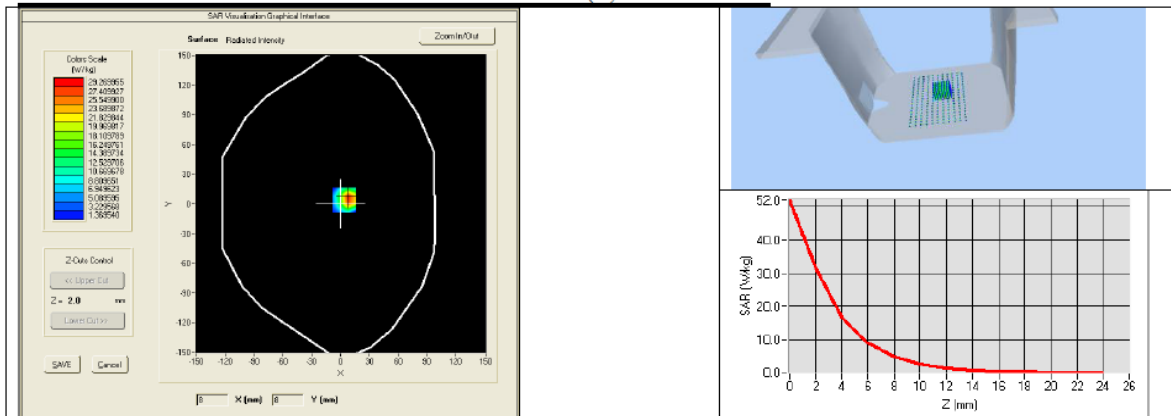 SAR Visualisation Graphical Interface
Surface Radiated Intensity
Zoom In/Out
Colors Scale
(W/kg)
29.269955
27.409927
25.549900
23.689872
21.829844
19.969817
18.109789
16.249761
14.389734
12.529706
10.669678
8.809651
6.949623
5.089595
3.229568
1.369540
Z-Cuts Control
<< Upper Cut
Z = 2.0 mm
Lower Cut >>
SAVE
Cancel
150
120
90
60
30
0
-30
-60
-90
-120
-150
Y
-150 -120 -90 -60 -30 0 30 60 90 120 150
X
8 X (mm) 8 Y (mm)
52.0
40.0
30.0
20.0
10.0
0.0
SAR (W/kg)
0 2 4 6 8 10 12 14 16 18 20 22 24 26
Z (mm)